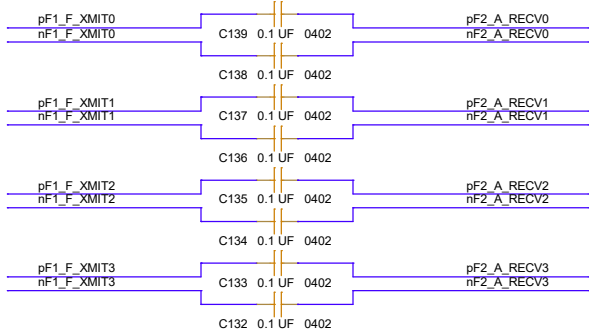 pF1_F_XMIT0 pF2_A_RECV0
nF1_F_XMIT0 C139 0.1 UF 0402 nF2_A_RECV0
C138 0.1 UF 0402
pF1_F_XMIT1 pF2_A_RECV1
nF1_F_XMIT1 C137 0.1 UF 0402 nF2_A_RECV1
C136 0.1 UF 0402
pF1_F_XMIT2 pF2_A_RECV2
nF1_F_XMIT2 C135 0.1 UF 0402 nF2_A_RECV2
C134 0.1 UF 0402
pF1_F_XMIT3 pF2_A_RECV3
nF1_F_XMIT3 C133 0.1 UF 0402 nF2_A_RECV3
C132 0.1 UF 0402